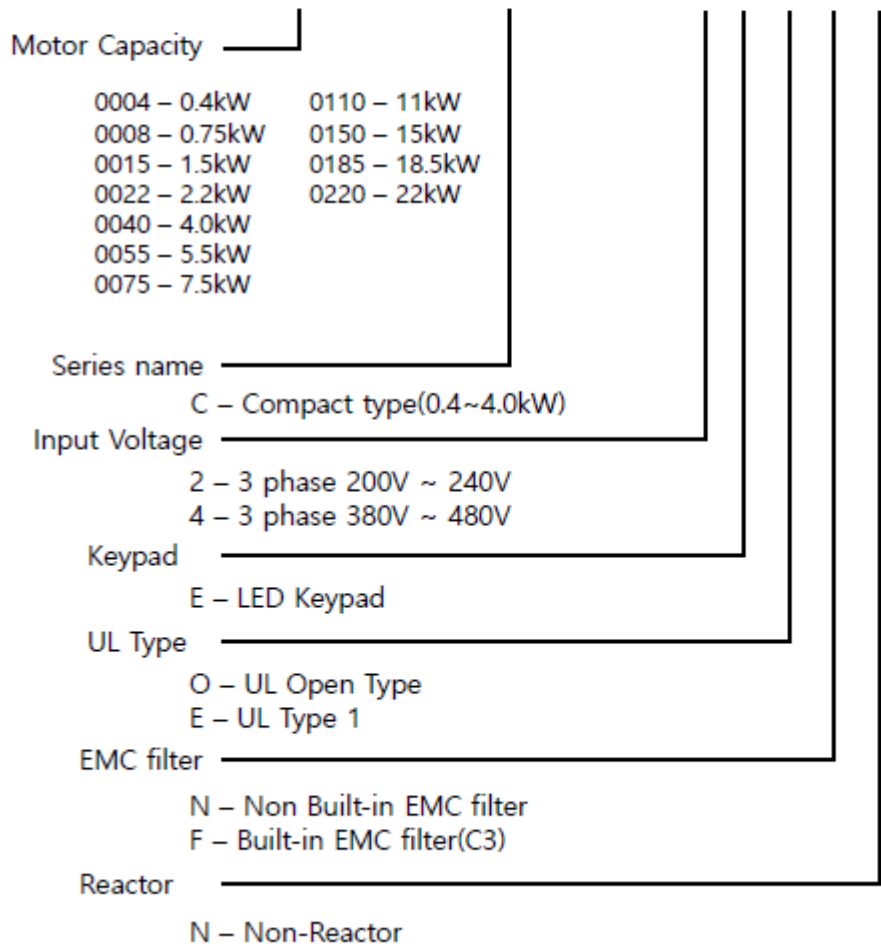 Motor Capacity
0004 – 0.4kW 0110 – 11kW
0008 – 0.75kW 0150 – 15kW
0015 – 1.5kW 0185 – 18.5kW
0022 – 2.2kW 0220 – 22kW
0040 – 4.0kW
0055 – 5.5kW
0075 – 7.5kW
Series name
C – Compact type(0.4~4.0kW)
Input Voltage
2 – 3 phase 200V ~ 240V
4 – 3 phase 380V ~ 480V
Keypad
E – LED Keypad
UL Type
O – UL Open Type
E – UL Type 1
EMC filter
N – Non Built-in EMC filter
F – Built-in EMC filter(C3)
Reactor
N – Non-Reactor